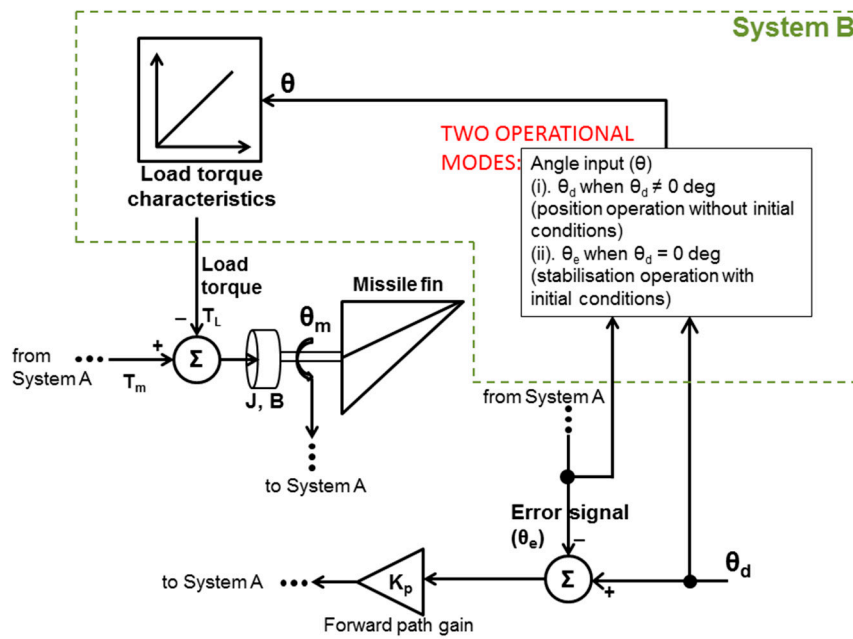 System B
θ
TWO OPERATIONAL
MODES:
Angle input (θ)
(i). θd when θd ≠ 0 deg
(position operation without initial
conditions)
(ii). θe when θd = 0 deg
(stabilisation operation with
initial conditions)
Load torque
characteristics
Load
torque
TL
Missile fin
θm
from
System A
Tm
+
−
Σ
J, B
to System A
from System A
Error signal
(θe)
−
Σ
+
θd
to System A
Kp
Forward path gain